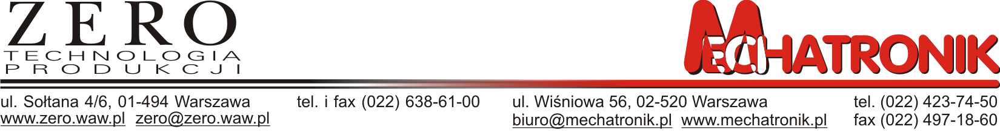 ZERO
TECHNOLOGIA
PRODUKCJI
MECHATRONIK
ul. Sołtana 4/6, 01-494 Warszawa tel. i fax (022) 638-61-00
www.zero.waw.pl zero@zero.waw.pl
ul. Wiśniowa 56, 02-520 Warszawa tel. (022) 423-74-50
biuro@mechatronik.pl www.mechatronik.pl fax (022) 497-18-60